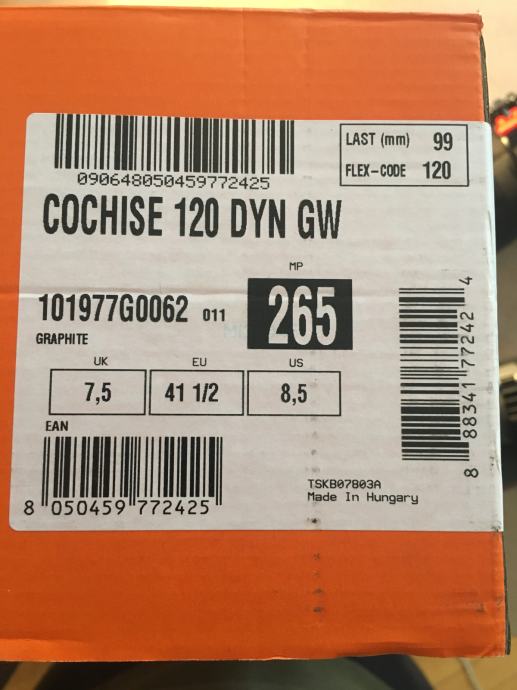 LAST (mm) 99
FLEX-CODE 120
090648050459772425
COCHISE 120 DYN GW
MP
101977G0062 011 265
GRAPHITE
UK EU US
7,5 41 1/2 8,5
EAN
8 050459 772425
8 88341 77242 4
TSKB07B03A
Made In Hungary